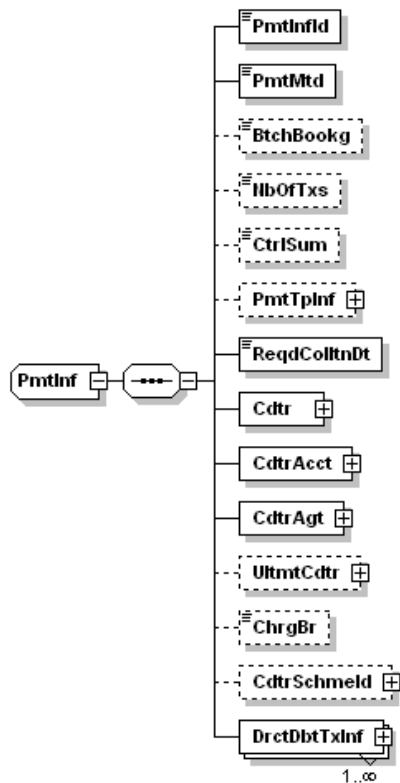 PmtInfId
PmtMtd
BtchBookg
NbOfTxs
CtrlSum
PmtTpInf
ReqdColltnDt
PmtInf
Cdtr
CdtrAcct
CdtrAgt
UltmtCdtr
ChrgBr
CdtrSchmeId
DrctDbtTxInf
1..∞